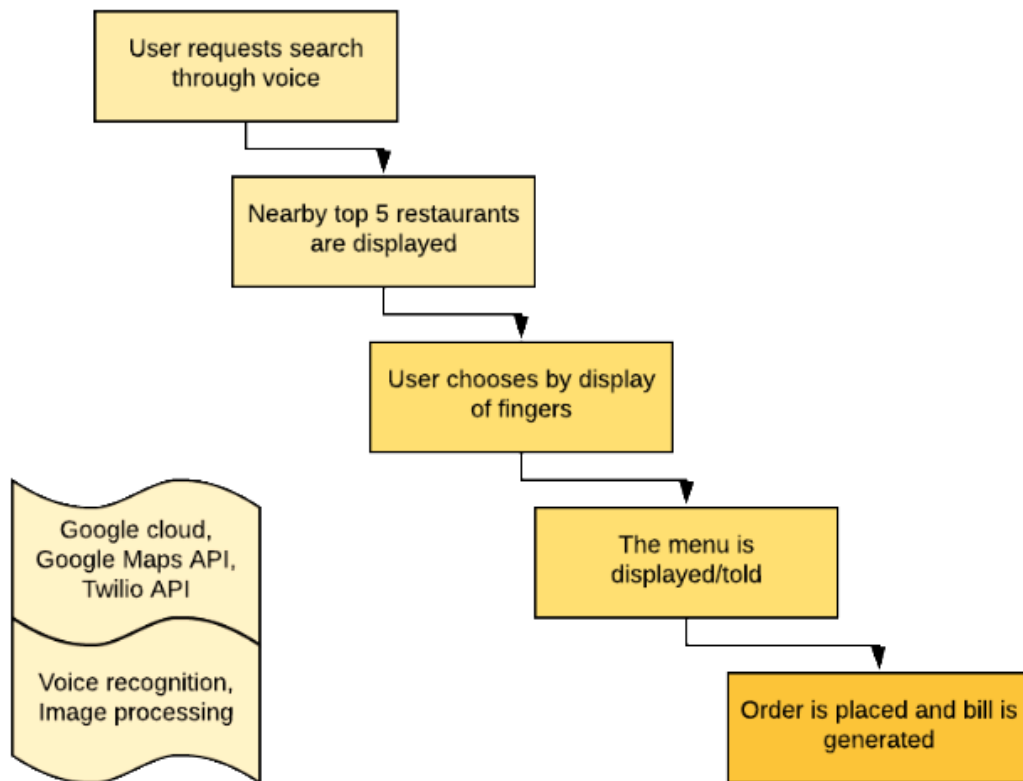 User requests search
through voice
Nearby top 5 restaurants
are displayed
User chooses by display
of fingers
The menu is
displayed/told
Order is placed and bill is
generated
Google cloud,
Google Maps API,
Twilio API
Voice recognition,
Image processing